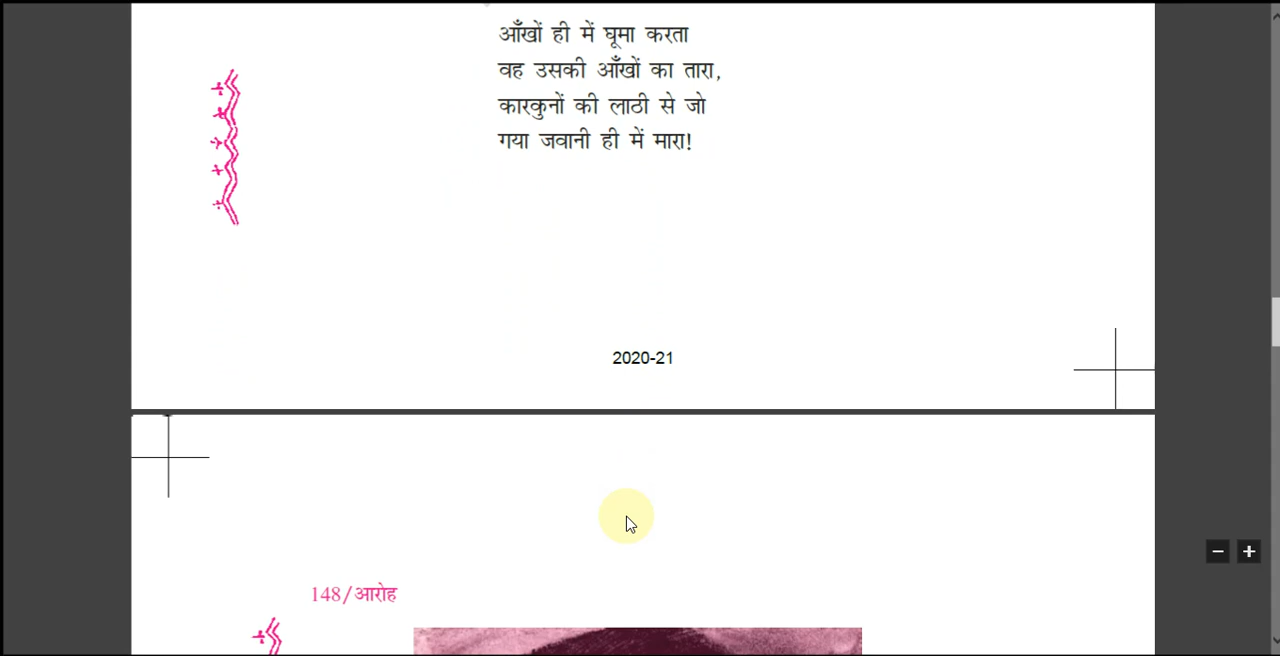 आँखों ही में घूमा करता
वह उसकी आँखों का तारा,
कारकुनों की लाठी से जो
गया जवानी ही में मारा!
2020-21
148/आरोह